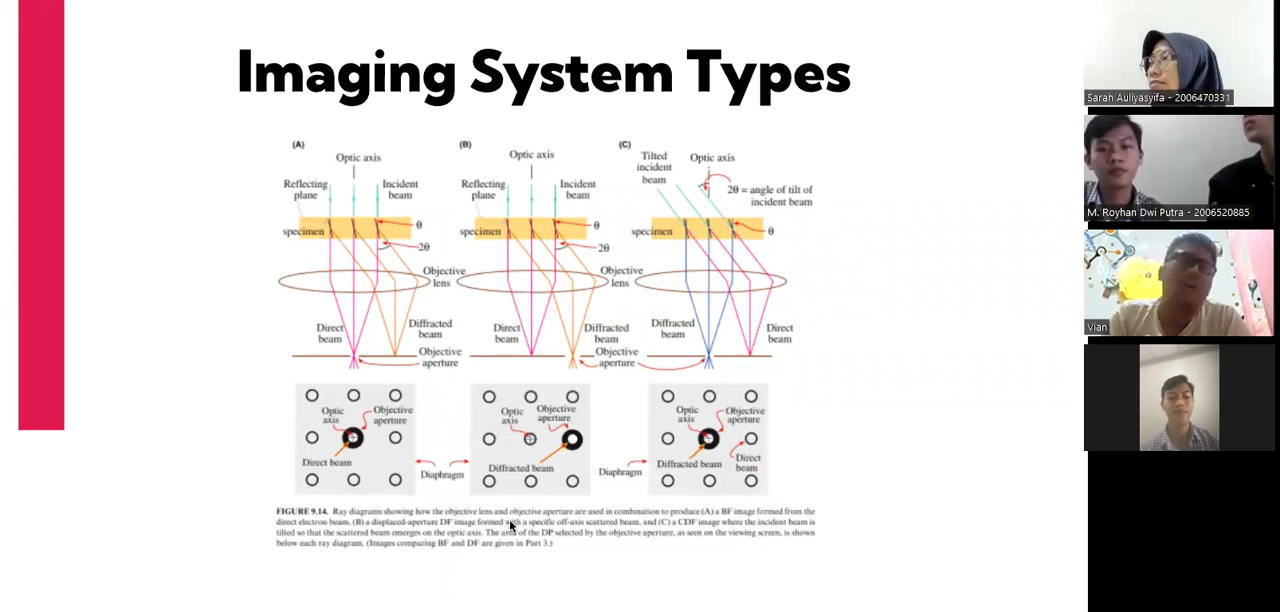 Imaging System Types
(A)
Optic axis
Reflecting
plane
Incident
beam
specimen
θ
2θ
Objective
lens
Direct
beam
Diffracted
beam
Objective
aperture
(B)
Optic axis
Reflecting
plane
Incident
beam
specimen
θ
2θ
Objective
lens
Direct
beam
Diffracted
beam
Objective
aperture
(C)
Tilted
incident
beam
Optic axis
2θ = angle of tilt of
incident beam
specimen
θ
Diffracted
beam
Direct
beam
Optic
axis
Objective
aperture
Direct beam
Diaphragm
Optic
axis
Objective
aperture
Diffracted beam
Diaphragm
Optic
axis
Objective
aperture
Diffracted beam
Direct
beam
FIGURE 9.14. Ray diagrams showing how the objective lens and objective aperture are used in combination to produce (A) a BF image formed from the
direct electron beam, (B) a displaced-aperture DF image formed with a specific off-axis scattered beam, and (C) a CDF image where the incident beam is
tilted so that the scattered beam emerges on the optic axis. The area of the DP selected by the objective aperture, as seen on the viewing screen, is shown
below each ray diagram. (Images comparing BF and DF are given in Part 3.)
Sarah Auliyasyifa - 2006470331
M. Royhan Dwi Putra - 2006520885
Vian